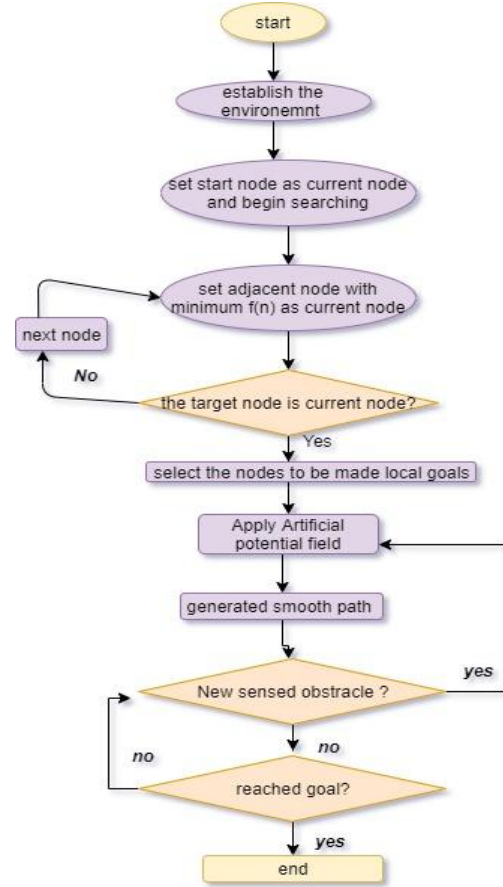 start
establish the
environemnt
set start node as current node
and begin searching
set adjacent node with
minimum f(n) as current node
next node
No
the target node is current node?
Yes
select the nodes to be made local goals
Apply Artificial
potential field
generated smooth path
New sensed obstracle ?
yes
no
no
reached goal?
yes
end